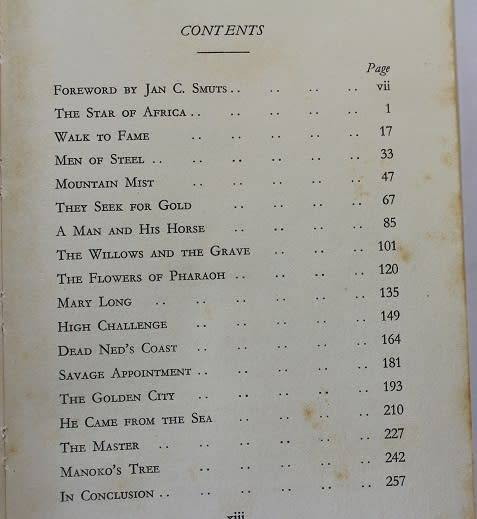 CONTENTS
Page
FOREWORD BY JAN C. SMUTS .. .. .. .. vii
THE STAR OF AFRICA .. .. .. .. .. 1
WALK TO FAME .. .. .. .. .. 17
MEN OF STEEL .. .. .. .. .. .. 33
MOUNTAIN MIST .. .. .. .. .. 47
THEY SEEK FOR GOLD .. .. .. .. 67
A MAN AND HIS HORSE .. .. .. .. 85
THE WILLOWS AND THE GRAVE .. .. .. 101
THE FLOWERS OF PHARAOH .. .. .. .. 120
MARY LONG .. .. .. .. .. .. 135
HIGH CHALLENGE .. .. .. .. .. 149
DEAD NED'S COAST .. .. .. .. .. 164
SAVAGE APPOINTMENT .. .. .. .. .. 181
THE GOLDEN CITY .. .. .. .. .. 193
HE CAME FROM THE SEA .. .. .. .. 210
THE MASTER .. .. .. .. .. .. 227
MANOKO'S TREE .. .. .. .. .. 242
IN CONCLUSION .. .. .. .. .. .. 257
xiii